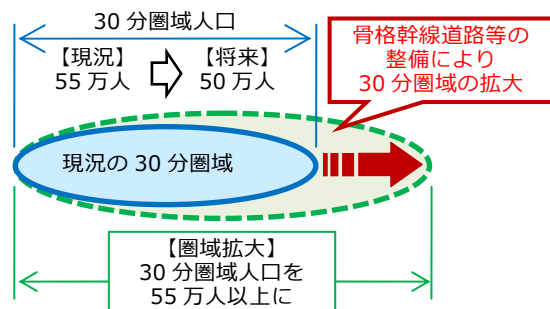 30 分圏域人口
【現況】 【将来】
55 万人 50 万人
骨格幹線道路等の
整備により
30 分圏域の拡大
現況の 30 分圏域
【圏域拡大】
30 分圏域人口を
55 万人以上に